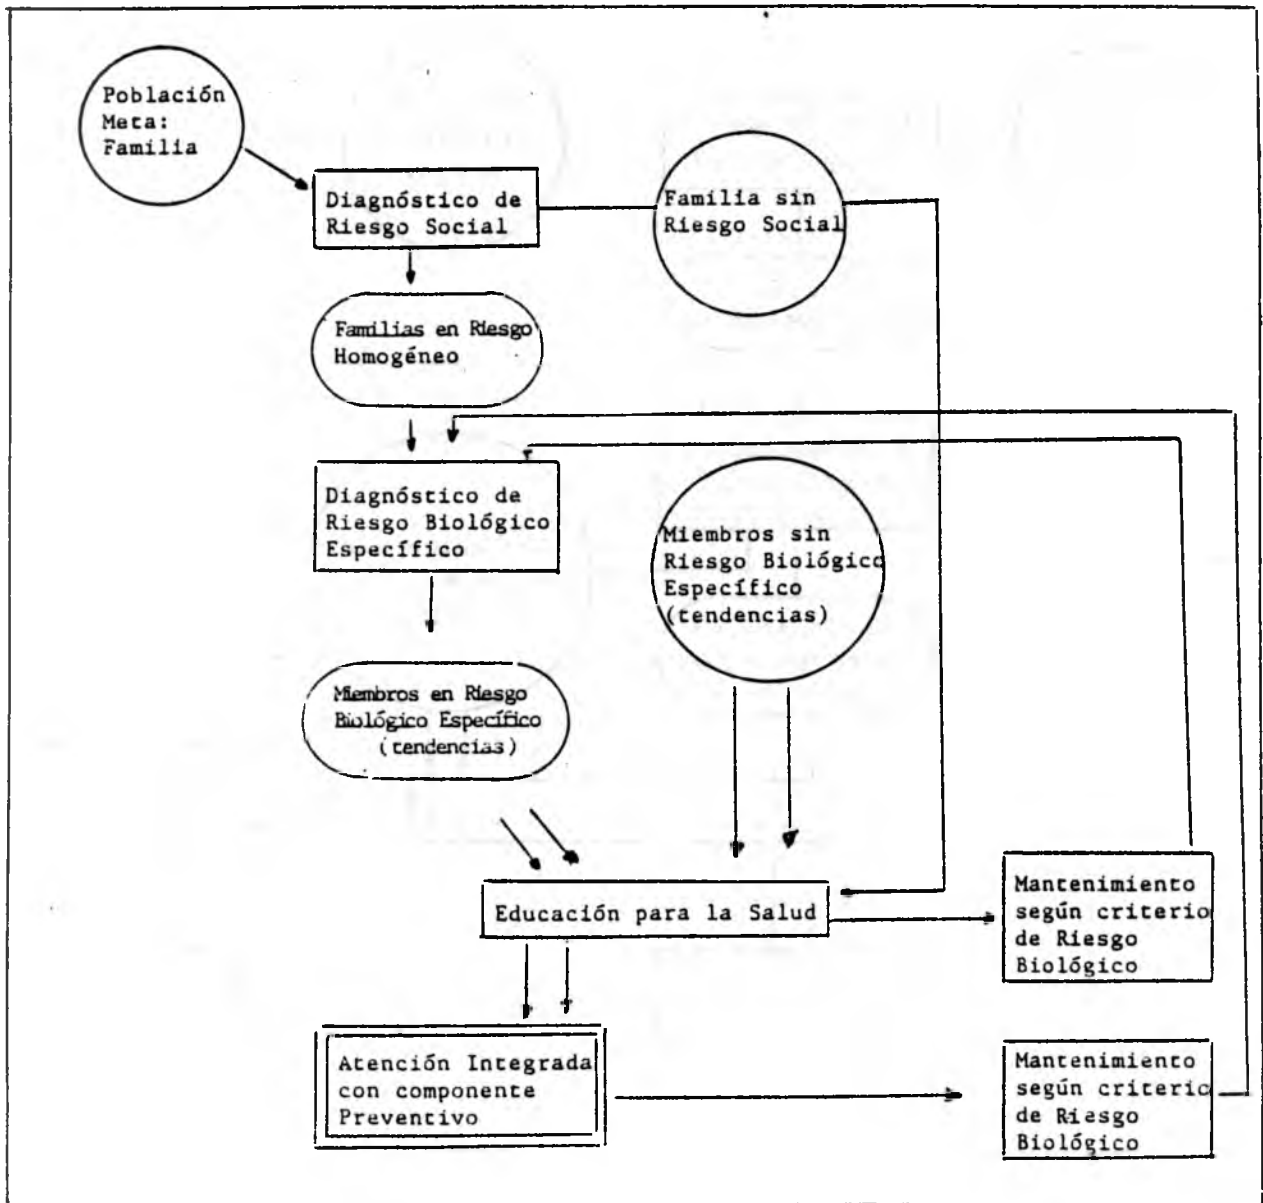 Población
Meta:
Familia
Diagnóstico de
Riesgo Social
Familia sin
Riesgo Social
Familias en Riesgo
Homogéneo
Diagnóstico de
Riesgo Biológico
Específico
Miembros sin
Riesgo Biológico
Específico
(tendencias)
Miembros en Riesgo
Biológico Específico
(tendencias)
Educación para la Salud
Mantenimiento
según criterio
de Riesgo
Biológico
Atención Integrada
con componente
Preventivo
Mantenimiento
según criterio
de Riesgo
Biológico